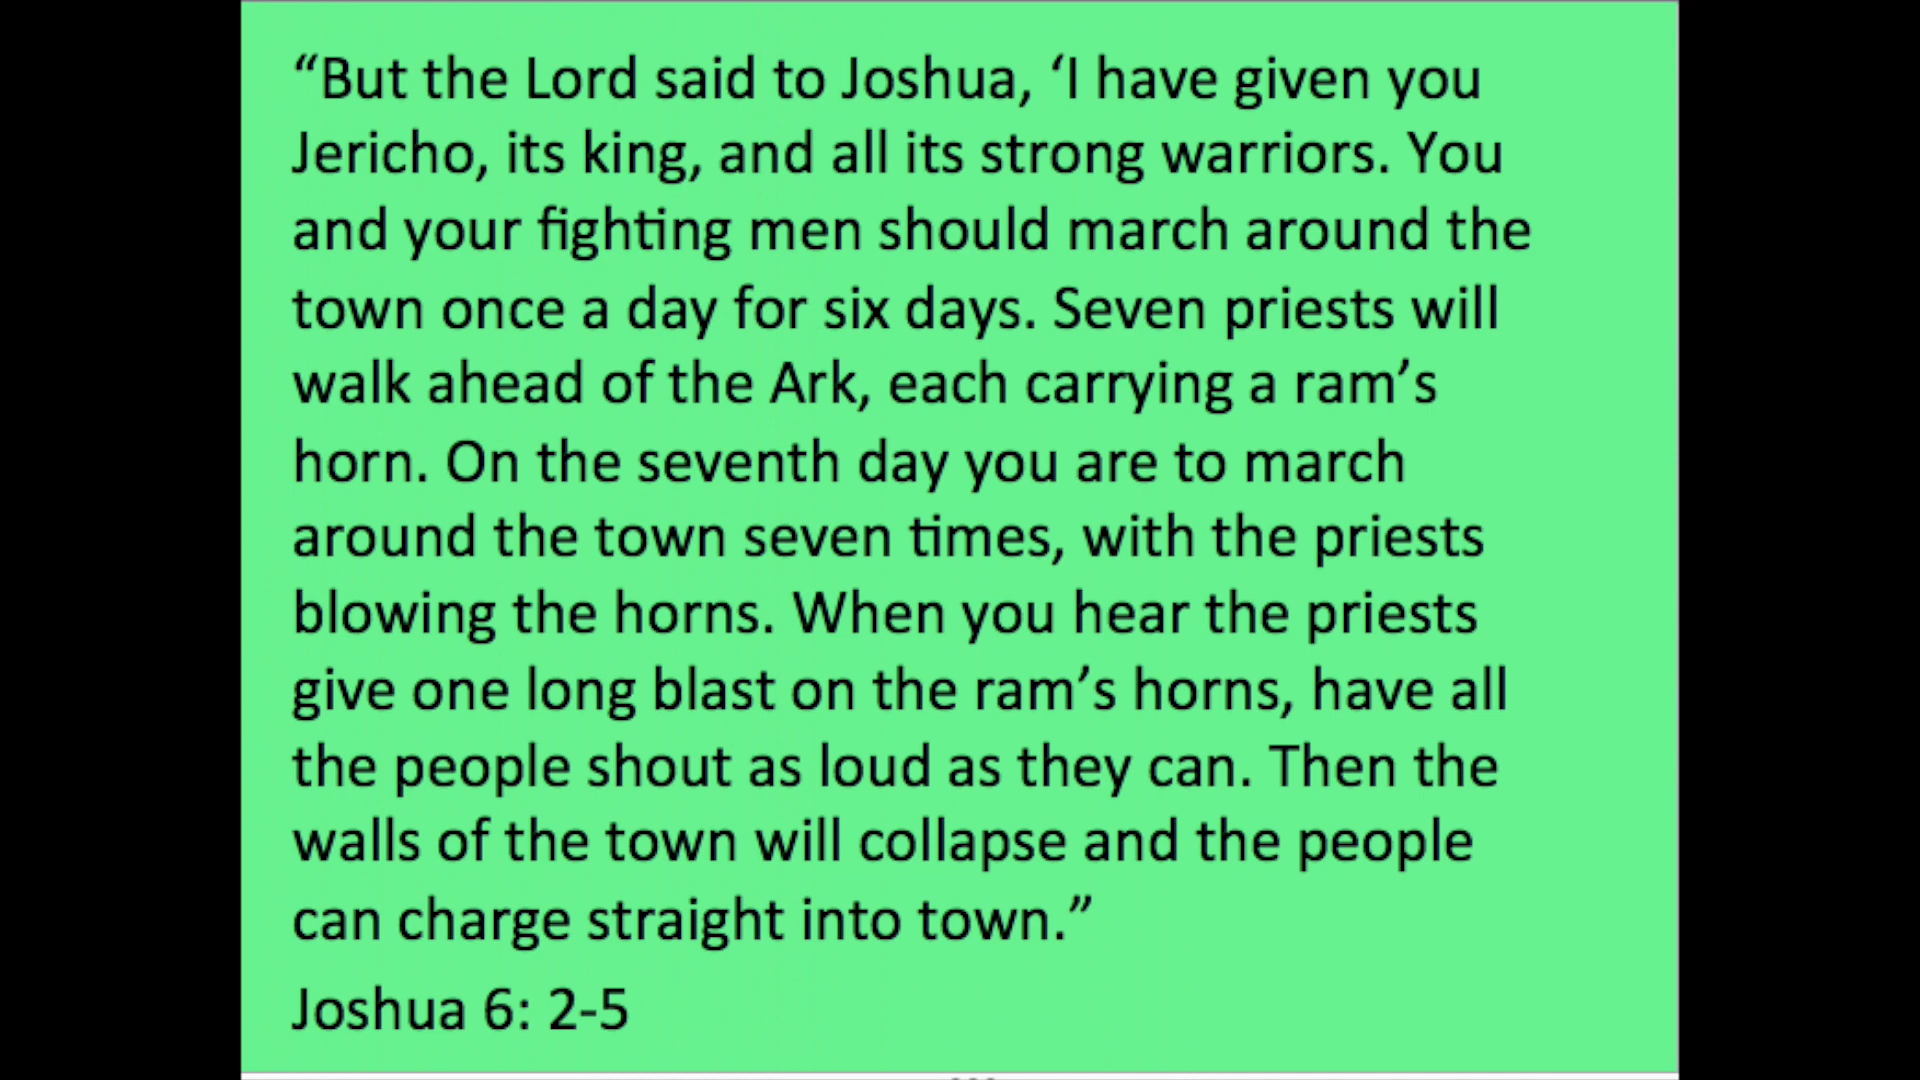 “But the Lord said to Joshua, ‘I have given you
Jericho, its king, and all its strong warriors. You
and your fighting men should march around the
town once a day for six days. Seven priests will
walk ahead of the Ark, each carrying a ram’s
horn. On the seventh day you are to march
around the town seven times, with the priests
blowing the horns. When you hear the priests
give one long blast on the ram’s horns, have all
the people shout as loud as they can. Then the
walls of the town will collapse and the people
can charge straight into town.”
Joshua 6: 2-5